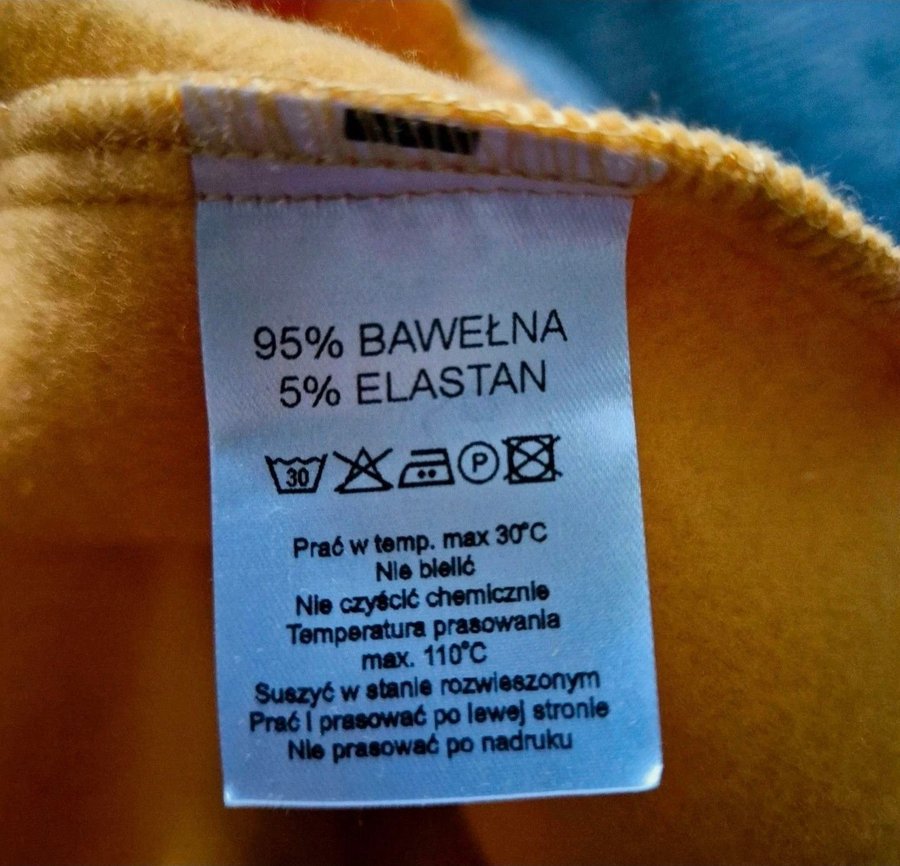 95% BAWEŁNA
5% ELASTAN
30 P
Prać w temp. max 30°C
Nie bielić
Nie czyścić chemicznie
Temperatura prasowania
max. 110°C
Suszyć w stanie rozwieszonym
Prać i prasować po lewej stronie
Nie prasować po nadruku